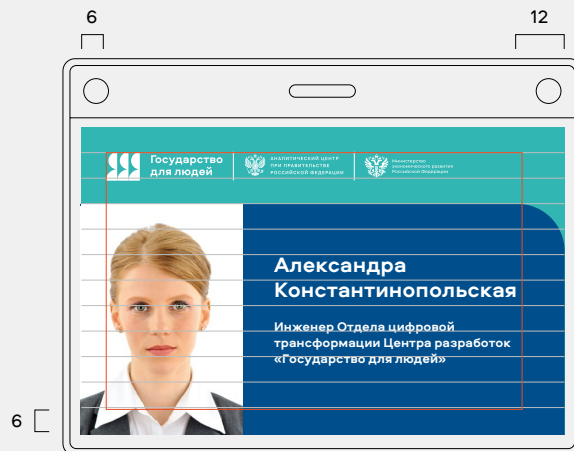 6
12
Государство
для людей
АНАЛИТИЧЕСКИЙ ЦЕНТР
ПРИ ПРАВИТЕЛЬСТВЕ
РОССИЙСКОЙ ФЕДЕРАЦИИ
Министерство
экономического развития
Российской Федерации
Александра
Константинопольская
Инженер Отдела цифровой
трансформации Центра разработок
«Государство для людей»
6